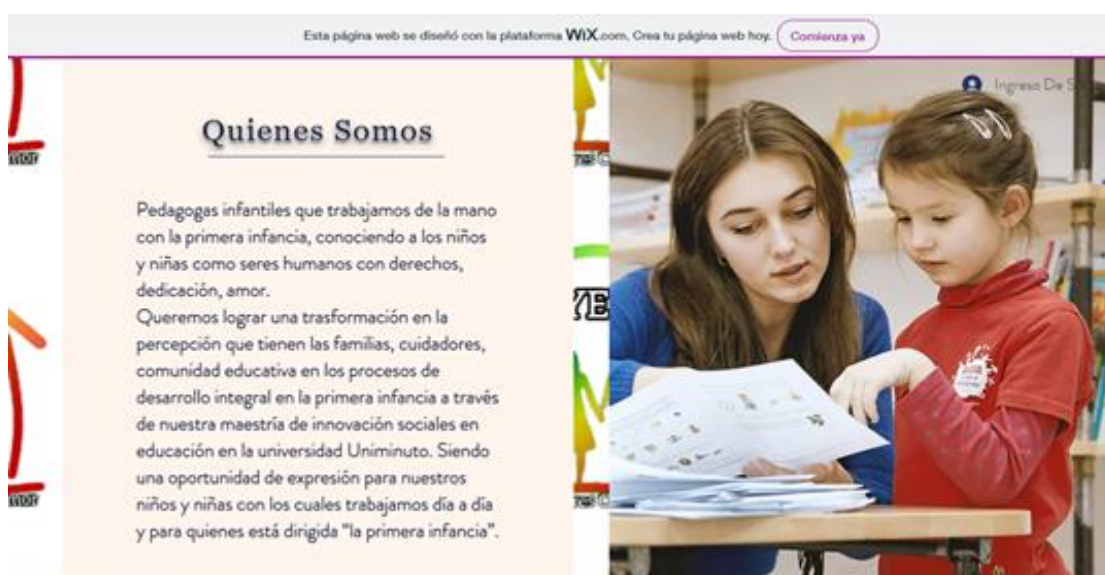 Esta página web se diseñó con la plataforma WiX.com. Crea tu página web hoy. Comienza ya
Ingreso De S
Quienes Somos
Pedagogas infantiles que trabajamos de la mano
con la primera infancia, conociendo a los niños
y niñas como seres humanos con derechos,
dedicación, amor.
Queremos lograr una trasformación en la
percepción que tienen las familias, cuidadores,
comunidad educativa en los procesos de
desarrollo integral en la primera infancia a través
de nuestra maestría de innovación sociales en
educación en la universidad Uniminuto. Siendo
una oportunidad de expresión para nuestros
niños y niñas con los cuales trabajamos día a día
y para quienes está dirigida “la primera infancia”.